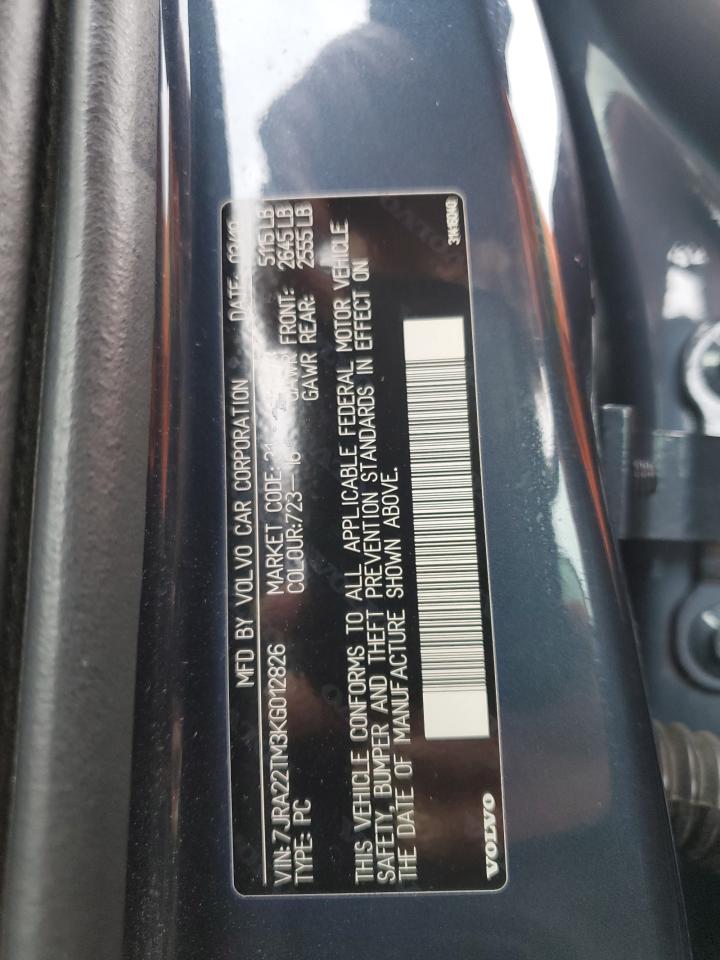 MFD BY VOLVO CAR CORPORATION DATE:
VIN: 7JRA22TM3KG012826 MARKET CODE: 5115 LB
TYPE: PC COLOUR: 723- FRONT: 2645 LB
GAWR REAR: 2555 LB
THIS VEHICLE CONFORMS TO ALL APPLICABLE FEDERAL MOTOR VEHICLE
SAFETY, BUMPER AND THEFT PREVENTION STANDARDS IN EFFECT ON
THE DATE OF MANUFACTURE SHOWN ABOVE.
VOLVO